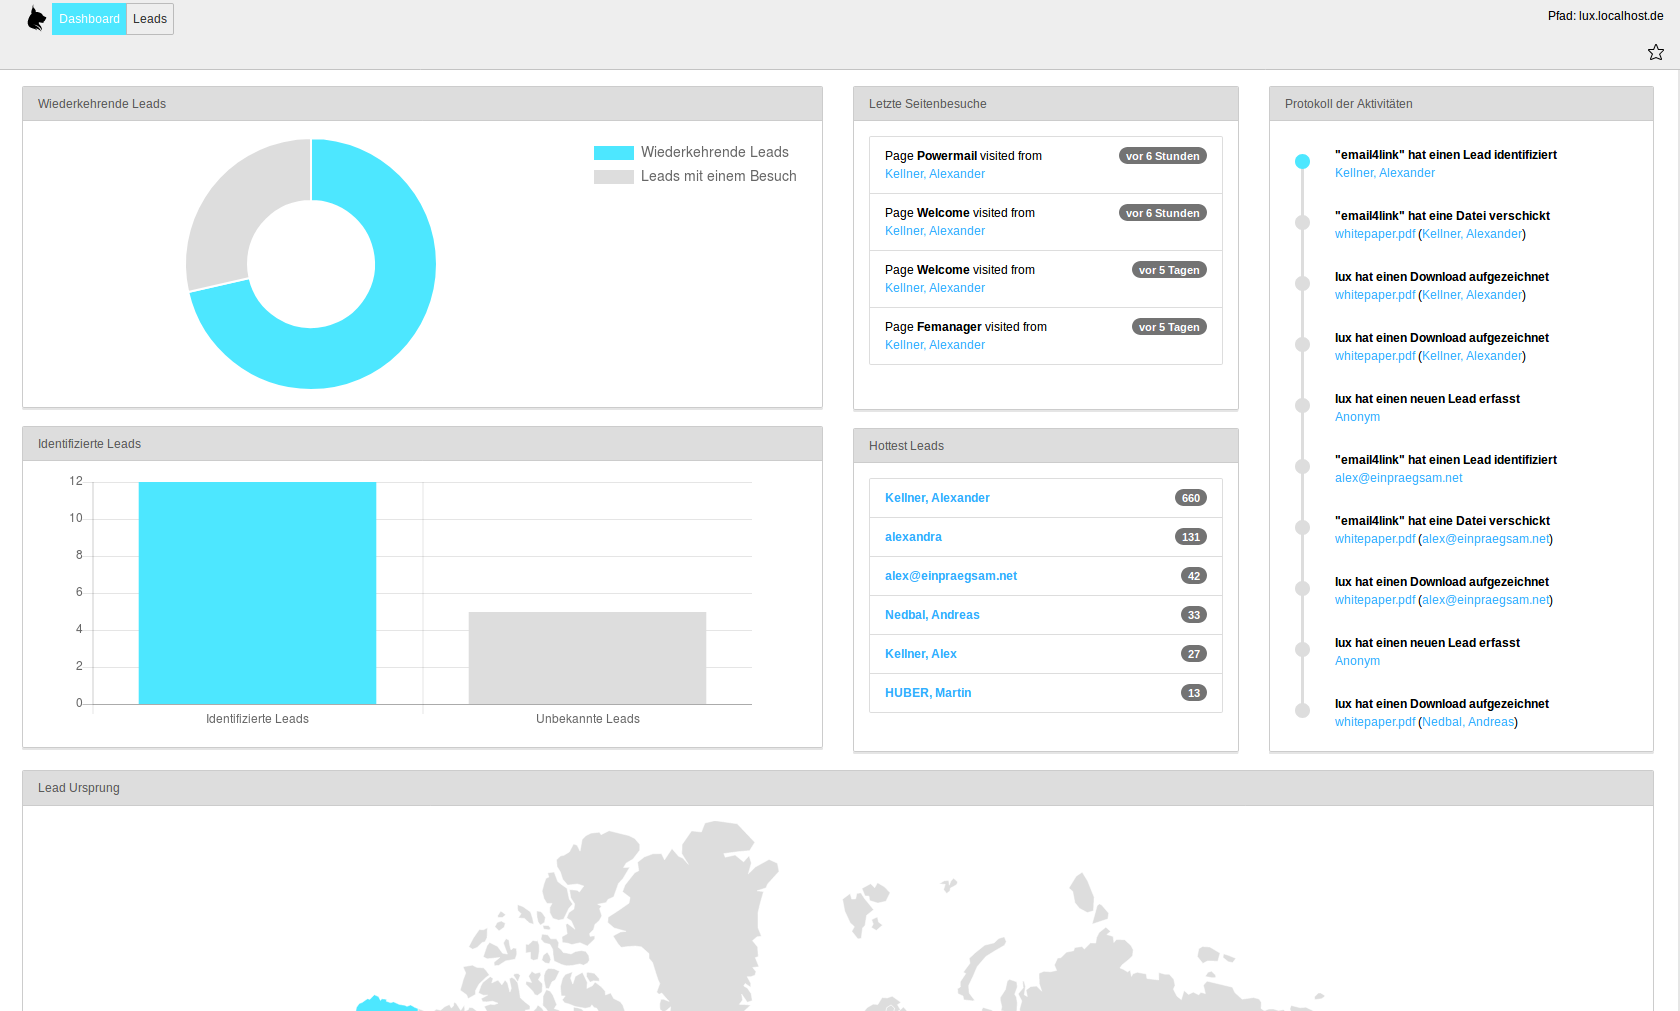 Dashboard
Leads
Pfad: lux.localhost.de
Wiederkehrende Leads
Wiederkehrende Leads
Leads mit einem Besuch
Identifizierte Leads
12
10
8
6
4
2
0
Identifizierte Leads
Unbekannte Leads
Letzte Seitenbesuche
Page Powermail visited from
vor 6 Stunden
Kellner, Alexander
Page Welcome visited from
vor 6 Stunden
Kellner, Alexander
Page Welcome visited from
vor 5 Tagen
Kellner, Alexander
Page Femanager visited from
vor 5 Tagen
Kellner, Alexander
Hottest Leads
Kellner, Alexander 660
alexandra 131
alex@einpraegsam.net 42
Nedbal, Andreas 33
Kellner, Alex 27
HUBER, Martin 13
Protokoll der Aktivitäten
"email4link" hat einen Lead identifiziert
Kellner, Alexander
"email4link" hat eine Datei verschickt
whitepaper.pdf (Kellner, Alexander)
lux hat einen Download aufgezeichnet
whitepaper.pdf (Kellner, Alexander)
lux hat einen Download aufgezeichnet
whitepaper.pdf (Kellner, Alexander)
lux hat einen neuen Lead erfasst
Anonym
"email4link" hat einen Lead identifiziert
alex@einpraegsam.net
"email4link" hat eine Datei verschickt
whitepaper.pdf (alex@einpraegsam.net)
lux hat einen Download aufgezeichnet
whitepaper.pdf (alex@einpraegsam.net)
lux hat einen neuen Lead erfasst
Anonym
lux hat einen Download aufgezeichnet
whitepaper.pdf (Nedbal, Andreas)
Lead Ursprung